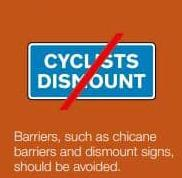 CYCLISTS
DISMOUNT
Barriers, such as chicane
barriers and dismount signs,
should be avoided.